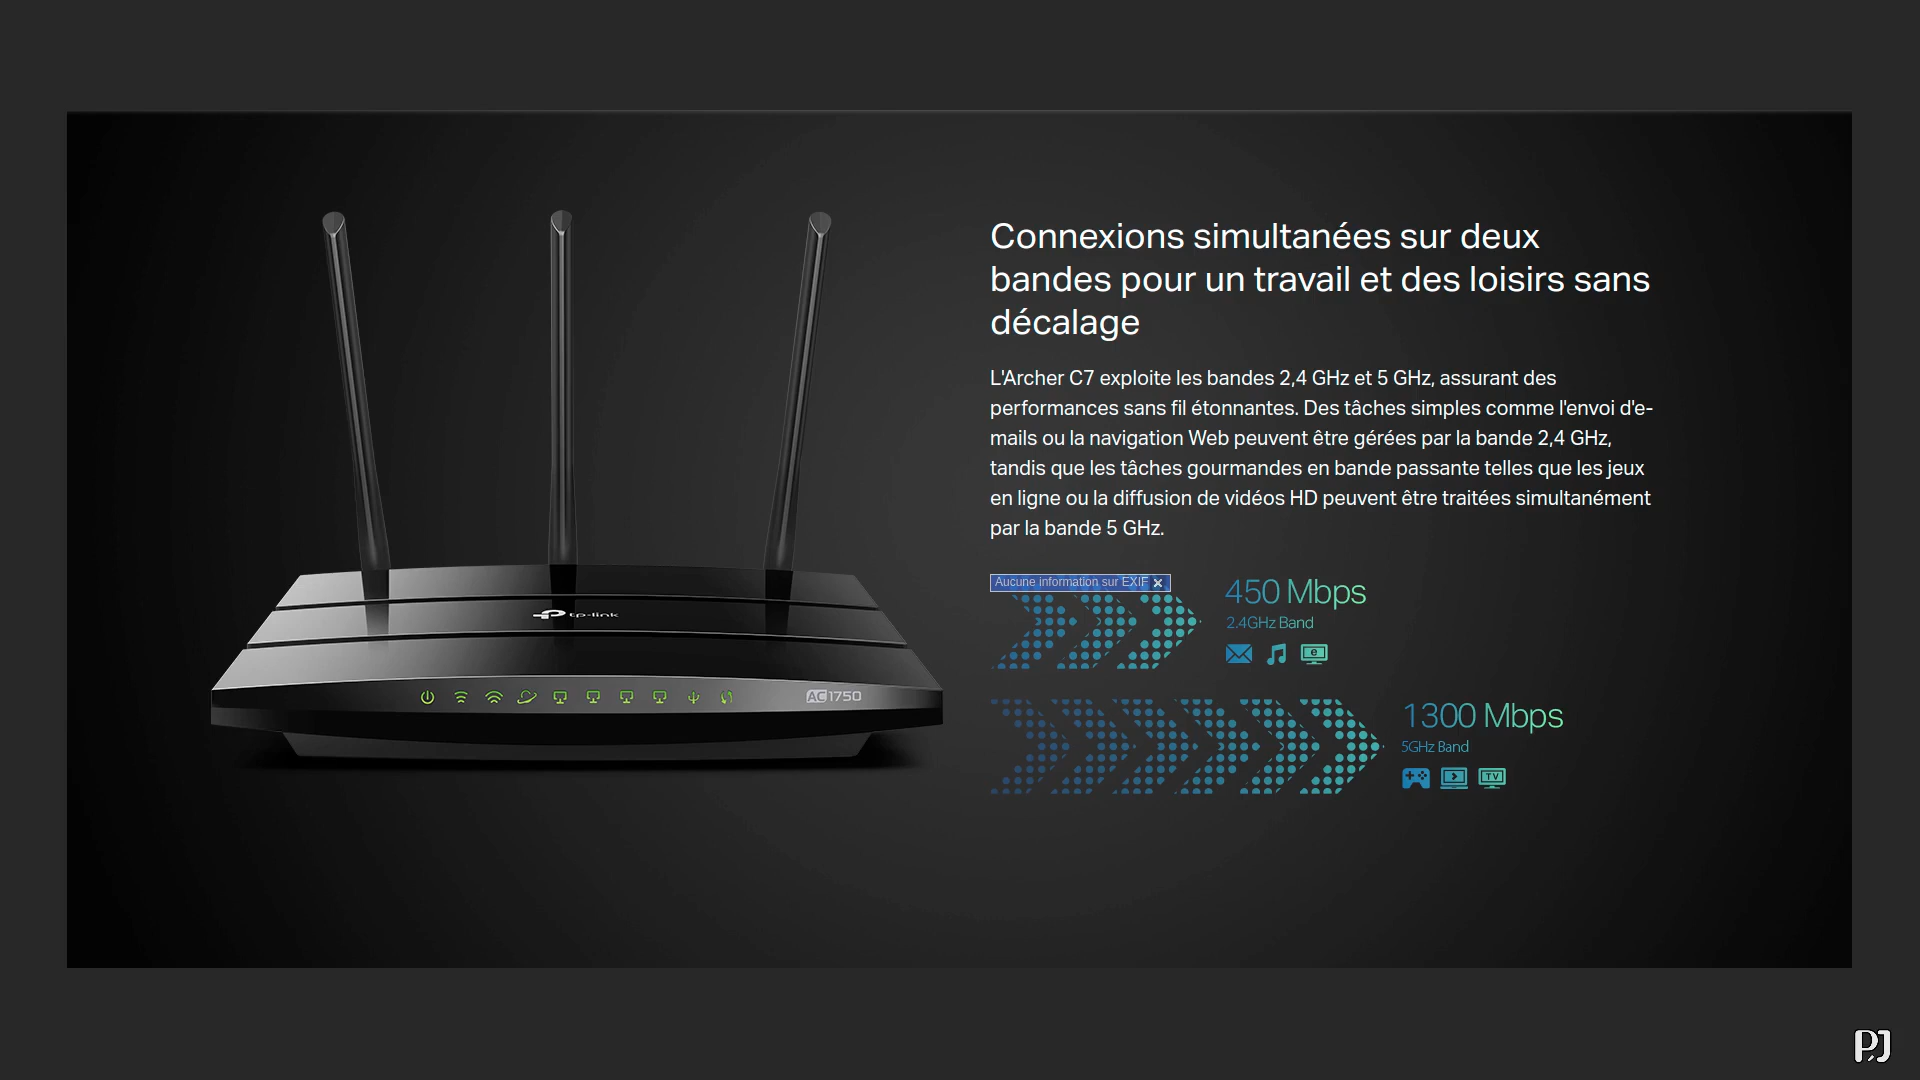 Connexions simultanées sur deux
bandes pour un travail et des loisirs sans
décalage
L'Archer C7 exploite les bandes 2,4 GHz et 5 GHz, assurant des
performances sans fil étonnantes. Des tâches simples comme l'envoi d'e-
mails ou la navigation Web peuvent être gérées par la bande 2,4 GHz,
tandis que les tâches gourmandes en bande passante telles que les jeux
en ligne ou la diffusion de vidéos HD peuvent être traitées simultanément
par la bande 5 GHz.
Aucune information sur EXIF
450 Mbps
2.4GHz Band
e
1300 Mbps
5GHz Band
TV
tp-link
AC1750
PJ